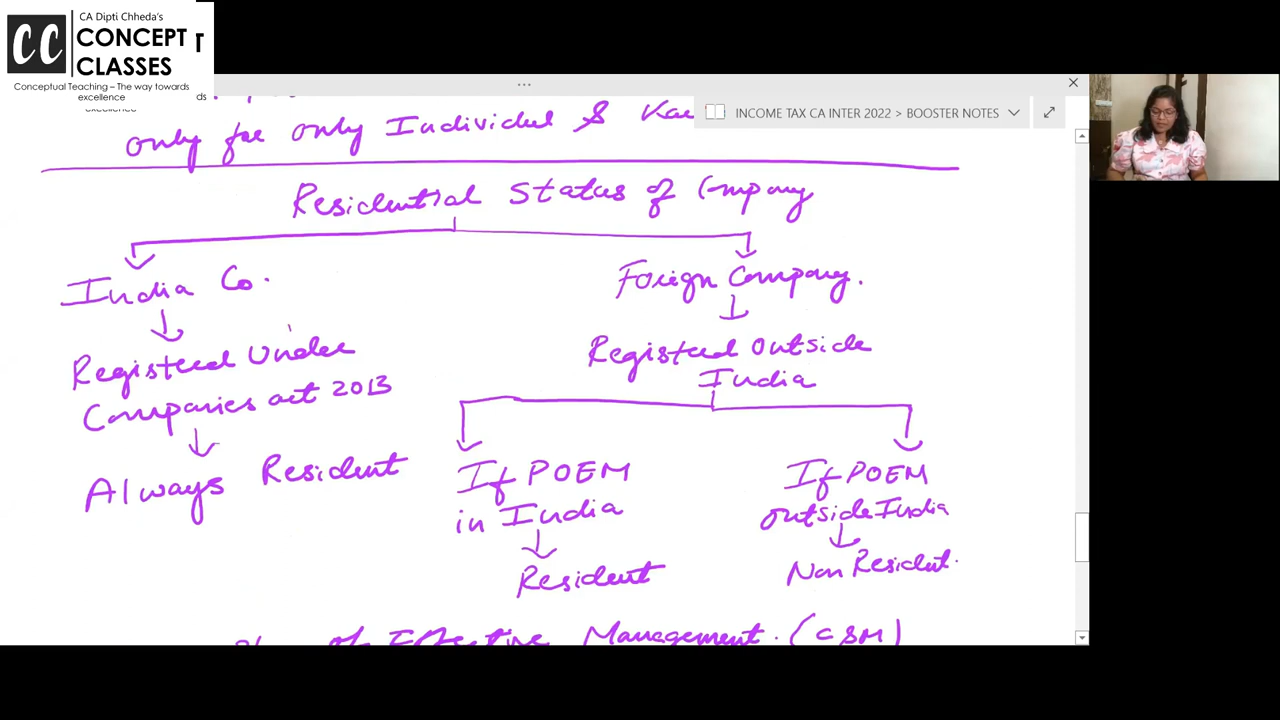 CA Dipti Chheda's
CONCEPT
CLASSES
CC
Conceptual Teaching – The way towards
excellence
INCOME TAX CA INTER 2022 > BOOSTER NOTES
only for only Individual & Kar
Residential Status of Company
India Co.
Foreign Company.
Registered Under
Companies act 2013
Registered Outside
India
Always Resident
If POEM
in India
If POEM
outside India
Resident
Non Resident.
of Effective Management. (